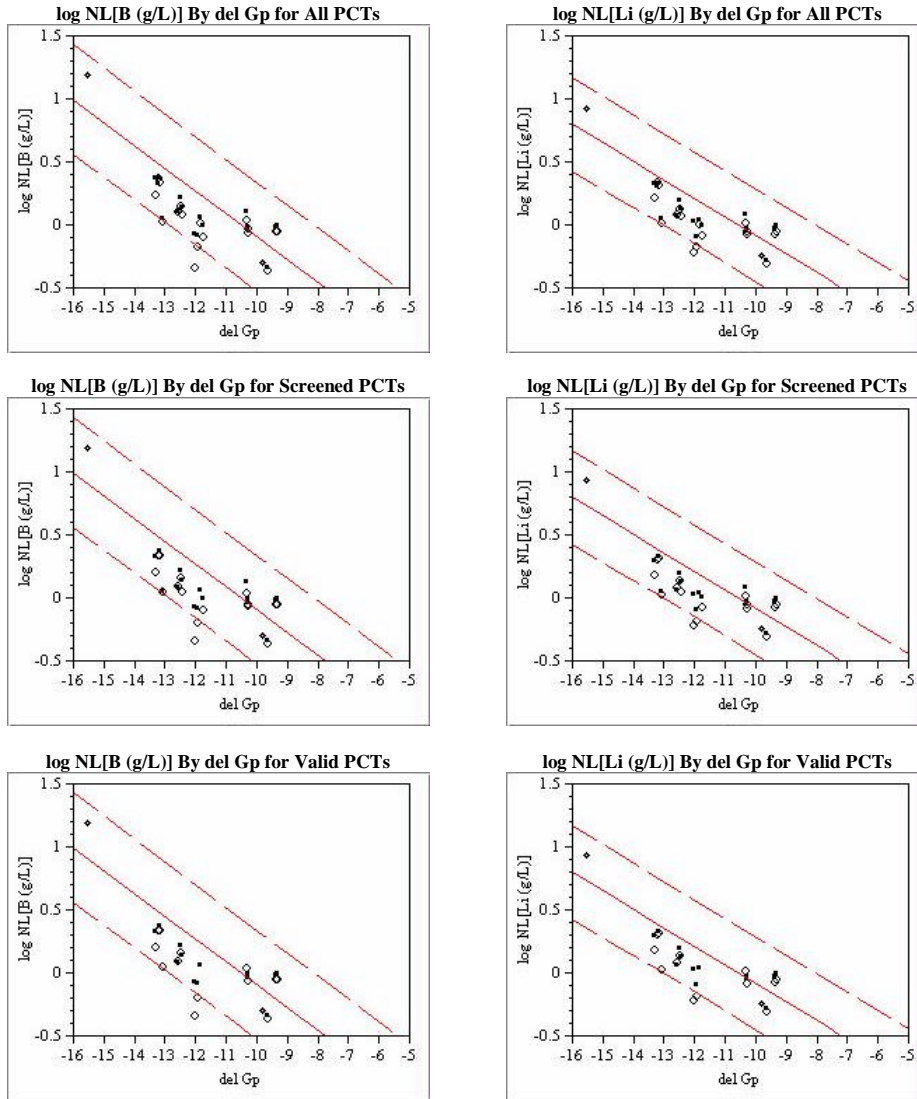 log NL[B (g/L)] By del Gp for All PCTs
1.5
1
0.5
0
-0.5
log NL[B (g/L)]
-16 -15 -14 -13 -12 -11 -10 -9 -8 -7 -6 -5
del Gp
log NL[Li (g/L)] By del Gp for All PCTs
1.5
1
0.5
0
-0.5
log NL[Li (g/L)]
-16 -15 -14 -13 -12 -11 -10 -9 -8 -7 -6 -5
del Gp
log NL[B (g/L)] By del Gp for Screened PCTs
1.5
1
0.5
0
-0.5
log NL[B (g/L)]
-16 -15 -14 -13 -12 -11 -10 -9 -8 -7 -6 -5
del Gp
log NL[Li (g/L)] By del Gp for Screened PCTs
1.5
1
0.5
0
-0.5
log NL[Li (g/L)]
-16 -15 -14 -13 -12 -11 -10 -9 -8 -7 -6 -5
del Gp
log NL[B (g/L)] By del Gp for Valid PCTs
1.5
1
0.5
0
-0.5
log NL[B (g/L)]
-16 -15 -14 -13 -12 -11 -10 -9 -8 -7 -6 -5
del Gp
log NL[Li (g/L)] By del Gp for Valid PCTs
1.5
1
0.5
0
-0.5
log NL[Li (g/L)]
-16 -15 -14 -13 -12 -11 -10 -9 -8 -7 -6 -5
del Gp